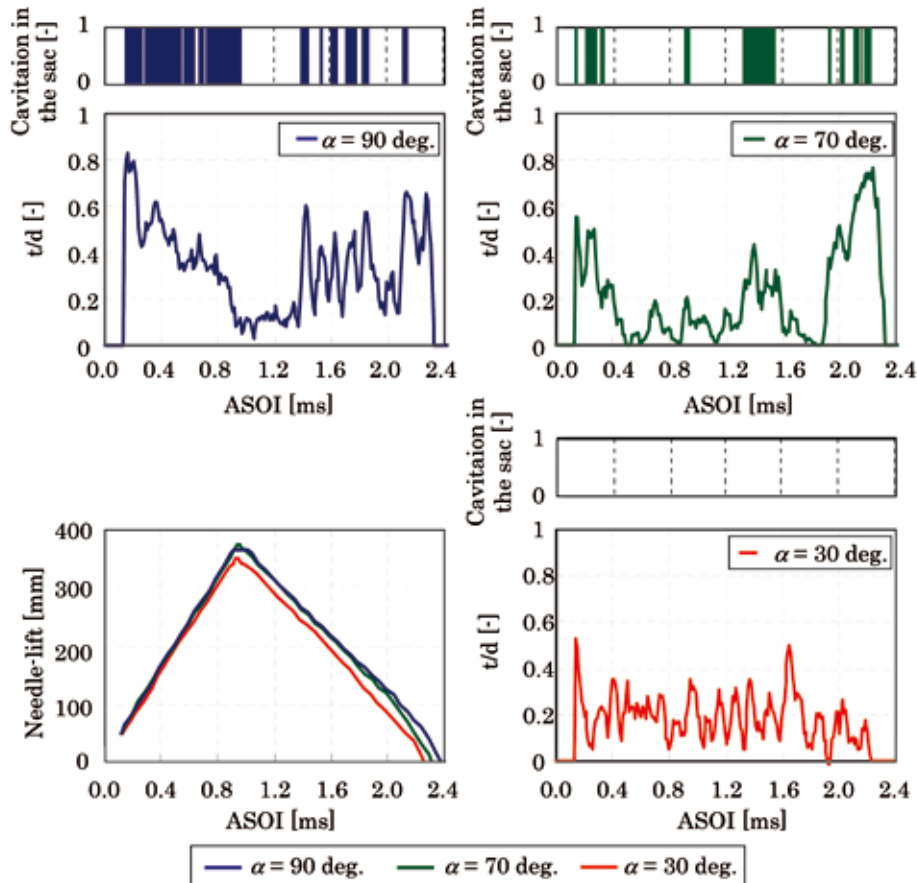 Cavitaion in
the sac [-]
1
0
Cavitaion in
the sac [-]
1
0
t/d [-]
1
0.8
0.6
0.4
0.2
0
α = 90 deg.
0.0 0.4 0.8 1.2 1.6 2.0 2.4
ASOI [ms]
t/d [-]
1
0.8
0.6
0.4
0.2
0
α = 70 deg.
0.0 0.4 0.8 1.2 1.6 2.0 2.4
ASOI [ms]
Cavitaion in
the sac [-]
1
0
Needle-lift [mm]
400
300
200
100
0
0.0 0.4 0.8 1.2 1.6 2.0 2.4
ASOI [ms]
t/d [-]
1
0.8
0.6
0.4
0.2
0
α = 30 deg.
0.0 0.4 0.8 1.2 1.6 2.0 2.4
ASOI [ms]
α = 90 deg. α = 70 deg. α = 30 deg.